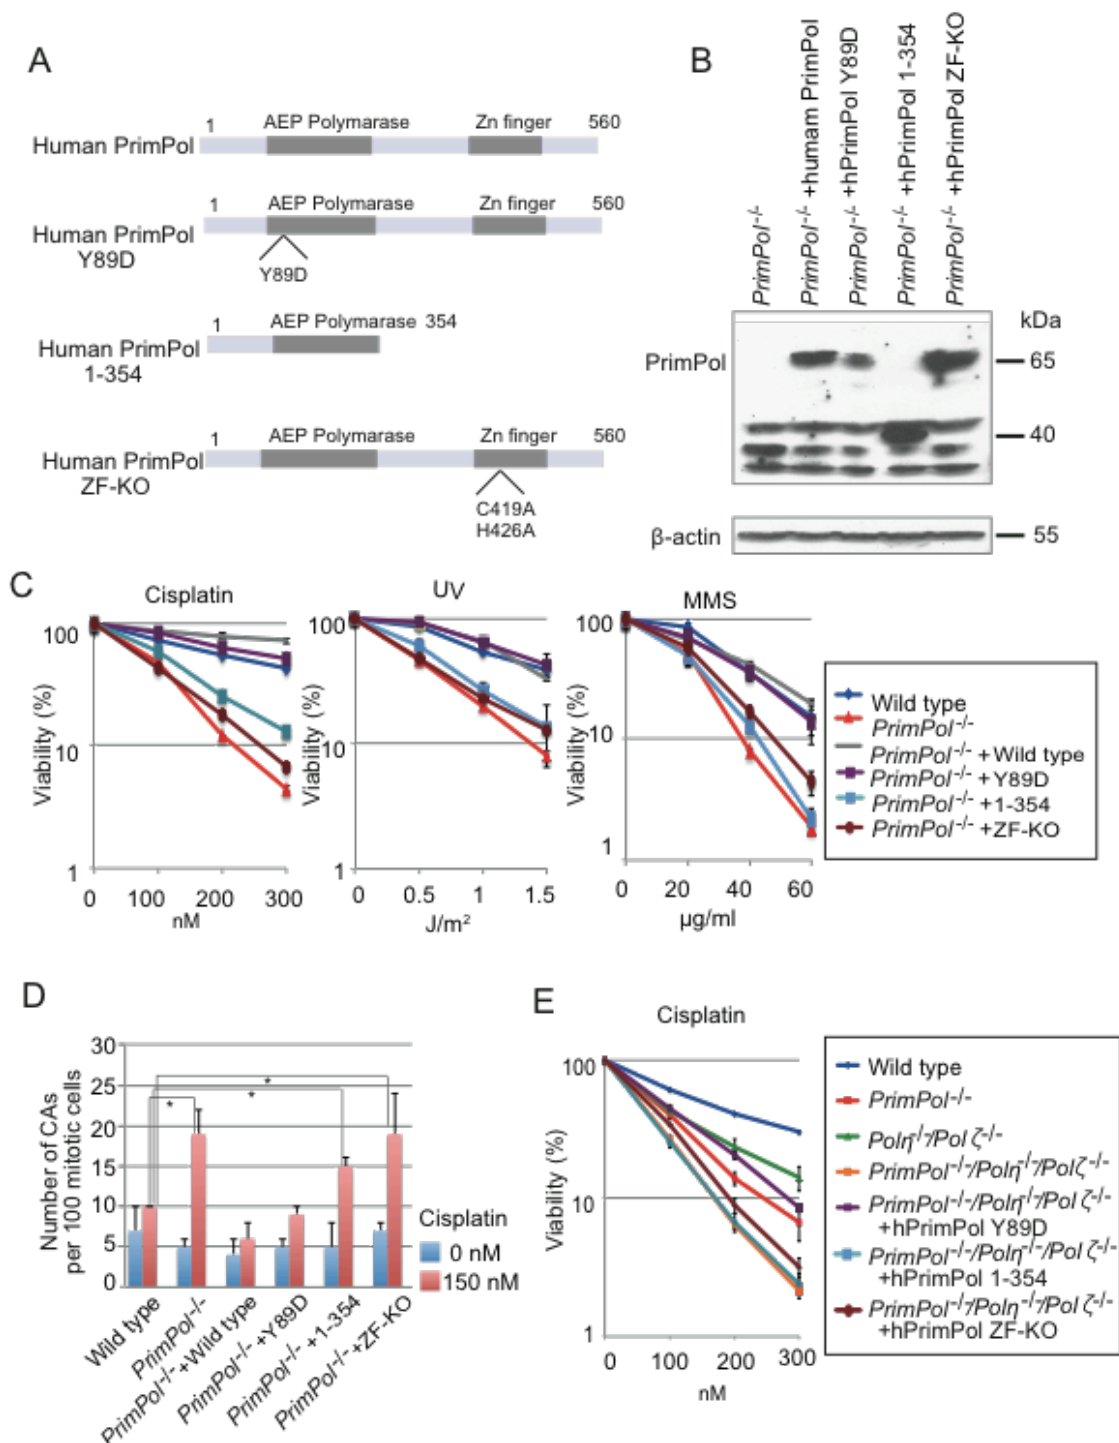 A
1 AEP Polymarase Zn finger 560
Human PrimPol
1 AEP Polymarase Zn finger 560
Human PrimPol
Y89D
Y89D
1 AEP Polymarase 354
Human PrimPol
1-354
1 AEP Polymarase Zn finger 560
Human PrimPol
ZF-KO
C419A
H426A
B
PrimPol-/-
PrimPol-/- +humam PrimPol
PrimPol-/- +hPrimPol Y89D
PrimPol-/- +hPrimPol 1-354
PrimPol-/- +hPrimPol ZF-KO
kDa
PrimPol
65
40
β-actin
55
C
Cisplatin
Viability (%)
100
10
1
0 100 200 300
nM
UV
Viability (%)
100
10
1
0 0.5 1 1.5
J/m²
MMS
Viability (%)
100
10
1
0 20 40 60
µg/ml
Wild type
PrimPol-/-
PrimPol-/- +Wild type
PrimPol-/- +Y89D
PrimPol-/- +1-354
PrimPol-/- +ZF-KO
D
Number of CAs
per 100 mitotic cells
30
25
20
15
10
5
0
*
*
*
Cisplatin
0 nM
150 nM
Wild type
PrimPol-/-
PrimPol-/-+Wild type
PrimPol-/- +Y89D
PrimPol-/- +1-354
PrimPol-/- +ZF-KO
E
Cisplatin
Viability (%)
100
10
1
0 100 200 300
nM
Wild type
PrimPol-/-
Polη-/-/Pol ζ-/-
PrimPol-/-/Polη-/-/Polζ-/-
PrimPol-/-/Polη-/-/Pol ζ-/-
+hPrimPol Y89D
PrimPol-/-/Polη-/-/Pol ζ-/-
+hPrimPol 1-354
PrimPol-/-/Polη-/-/Pol ζ-/-
+hPrimPol ZF-KO